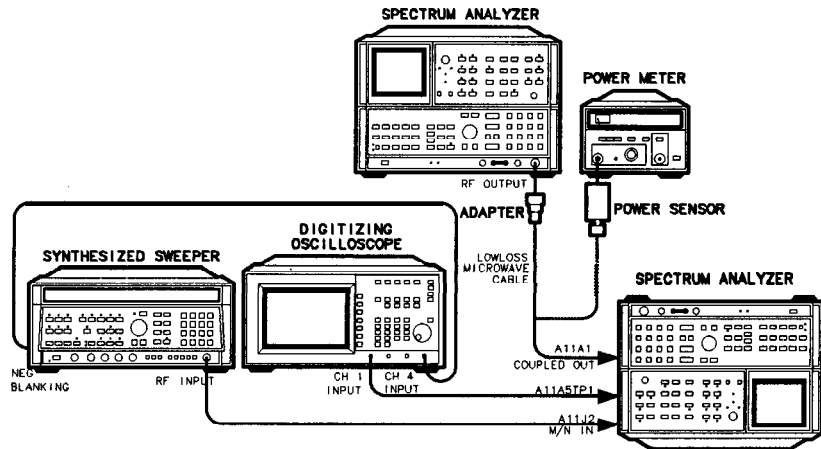 SPECTRUM ANALYZER
POWER METER
RF OUTPUT
ADAPTER
POWER SENSOR
DIGITIZING
OSCILLOSCOPE
SYNTHESIZED SWEEPER
LOWLOSS
MICROWAVE
CABLE
SPECTRUM ANALYZER
A11A1
COUPLED OUT
NEG
BLANKING
RF INPUT
CH 1
INPUT
CH 4
INPUT
A11A5TP1
A11J2
M/N IN